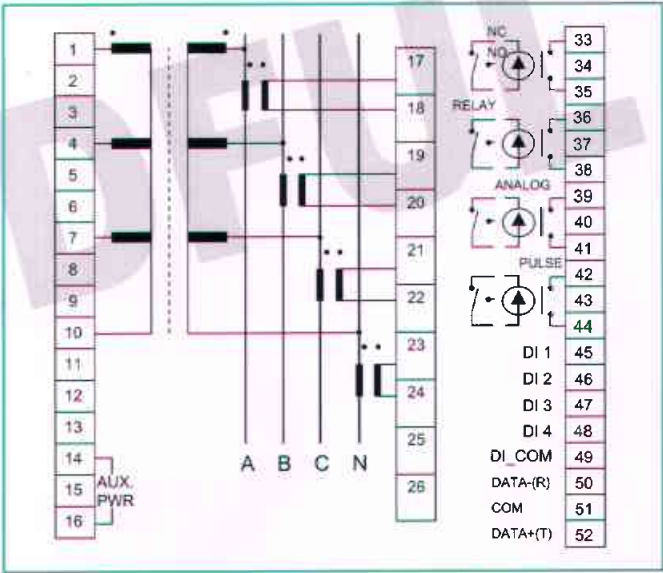 DFUL
1
2
3
4
5
6
7
8
9
10
11
12
13
14
15
16
AUX.
PWR
A B C N
17
18
19
20
21
22
23
24
25
26
NC
NO
RELAY
ANALOG
PULSE
33
34
35
36
37
38
39
40
41
42
43
44
DI 1 45
DI 2 46
DI 3 47
DI 4 48
DI_COM 49
DATA-(R) 50
COM 51
DATA+(T) 52